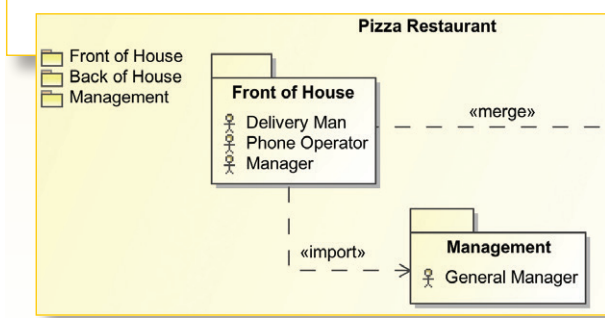 Pizza Restaurant
Front of House
Back of House
Management
Front of House
Delivery Man
Phone Operator
Manager
«merge»
«import»
Management
General Manager